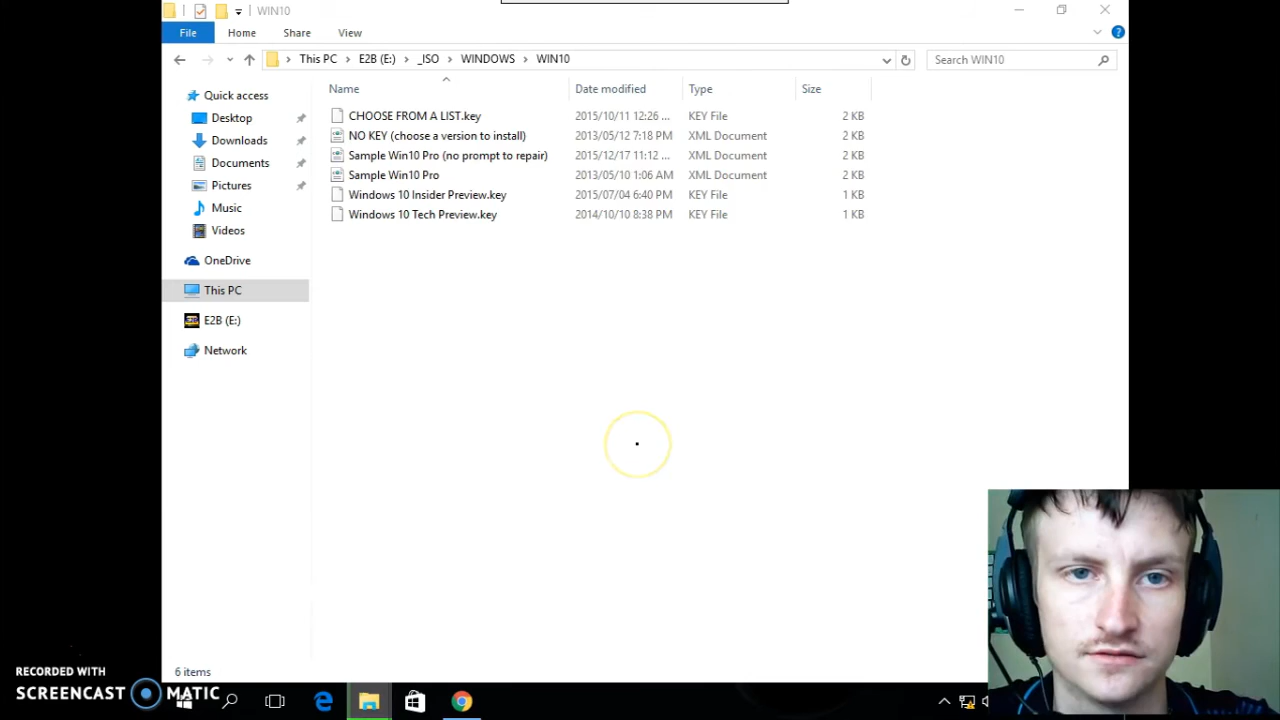 WIN10
File Home Share View
This PC E2B (E:) _ISO WINDOWS WIN10 Search WIN10
Name Date modified Type Size
Quick access
Desktop
Downloads
Documents
Pictures
Music
Videos
OneDrive
This PC
E2B (E:)
Network
CHOOSE FROM A LIST.key 2015/10/11 12:26 ... KEY File 2 KB
NO KEY (choose a version to install) 2013/05/12 7:18 PM XML Document 2 KB
Sample Win10 Pro (no prompt to repair) 2015/12/17 11:12 ... XML Document 2 KB
Sample Win10 Pro 2013/05/10 1:06 AM XML Document 2 KB
Windows 10 Insider Preview.key 2015/07/04 6:40 PM KEY File 1 KB
Windows 10 Tech Preview.key 2014/10/10 8:38 PM KEY File 1 KB
6 items
RECORDED WITH
SCREENCAST MATIC